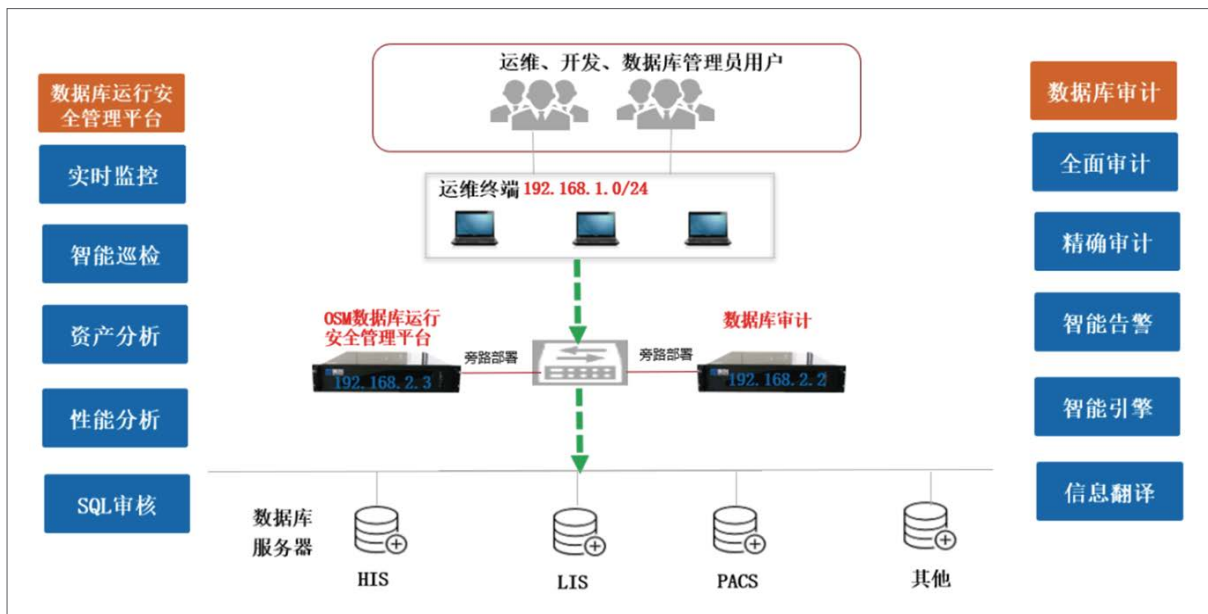 运维、开发、数据库管理员用户
数据库运行安
全管理平台
实时监控
智能巡检
资产分析
性能分析
SQL审核
运维终端192.168.1.0/24
OSM数据库运行
安全管理平台
旁路部署
192.168.2.3
数据库审计
旁路部署
192.168.2.2
数据库
服务器
HIS
LIS
PACS
其他
数据库审计
全面审计
精确审计
智能告警
智能引擎
信息翻译